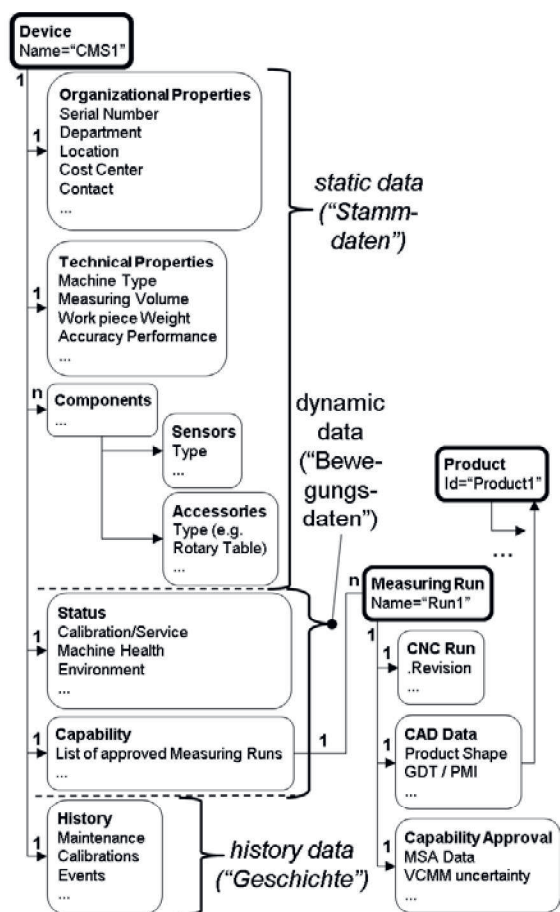 Device
Name="CMS1"
1
1
Organizational Properties
Serial Number
Department
Location
Cost Center
Contact
...
static data
("Stamm-
daten")
1
Technical Properties
Machine Type
Measuring Volume
Work piece Weight
Accuracy Performance
...
n
Components
...
Sensors
Type
...
Accessories
Type (e.g.
Rotary Table)
...
dynamic
data
("Bewe-
gungs-
daten")
Product
Id="Product1"
...
n
Measuring Run
Name="Run1"
1
1
1
Status
Calibration/Service
Machine Health
Environment
...
1
CNC Run
.Revision
...
1
Capability
List of approved Measuring Runs
...
1
1
CAD Data
Product Shape
GDT / PMI
...
1
History
Maintenance
Calibrations
Events
...
history data
("Geschichte")
1
Capability Approval
MSA Data
VCMM uncertainty
...